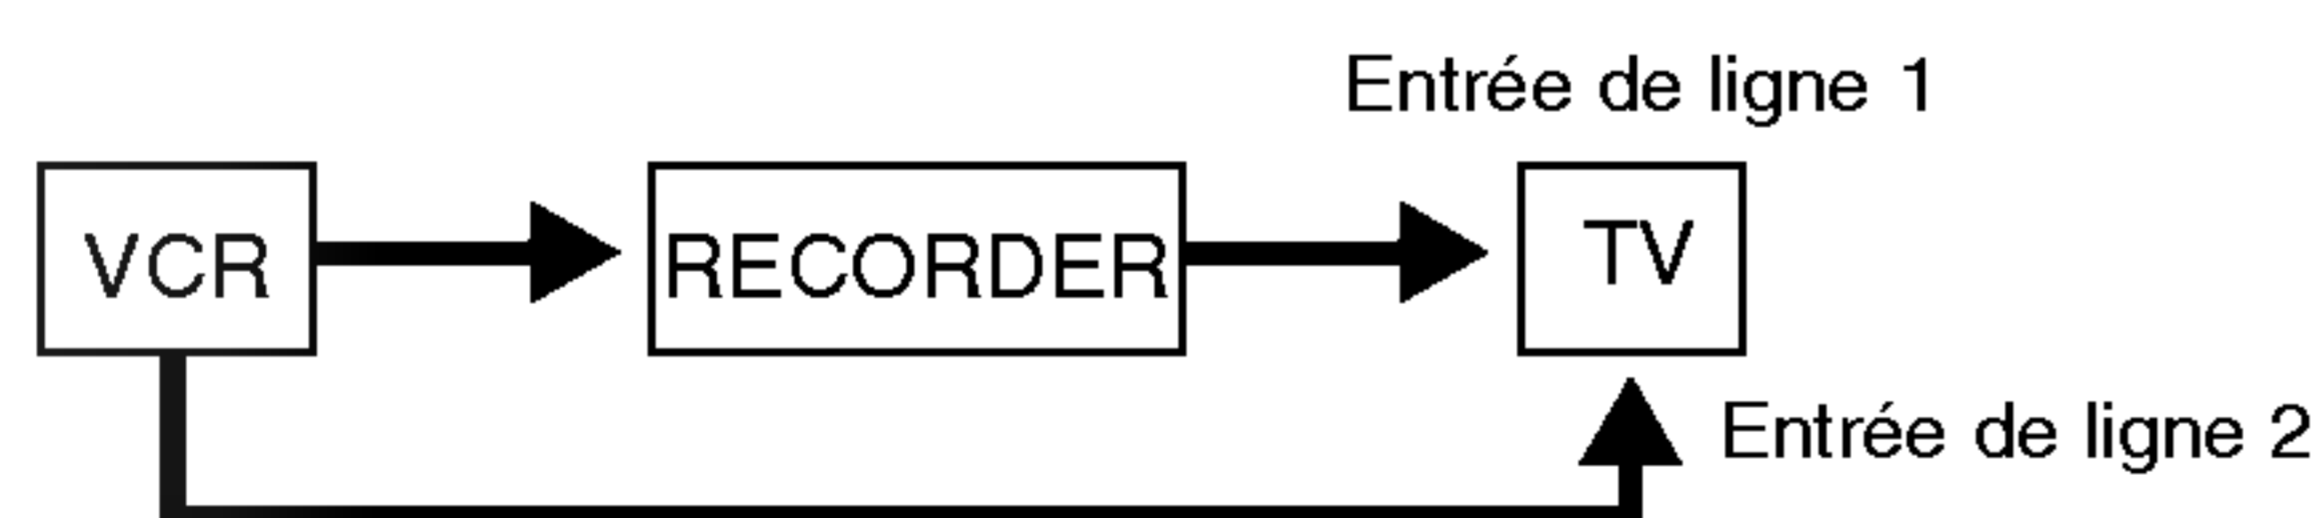 Entrée de ligne 1
VCR
RECORDER
TV
Entrée de ligne 2